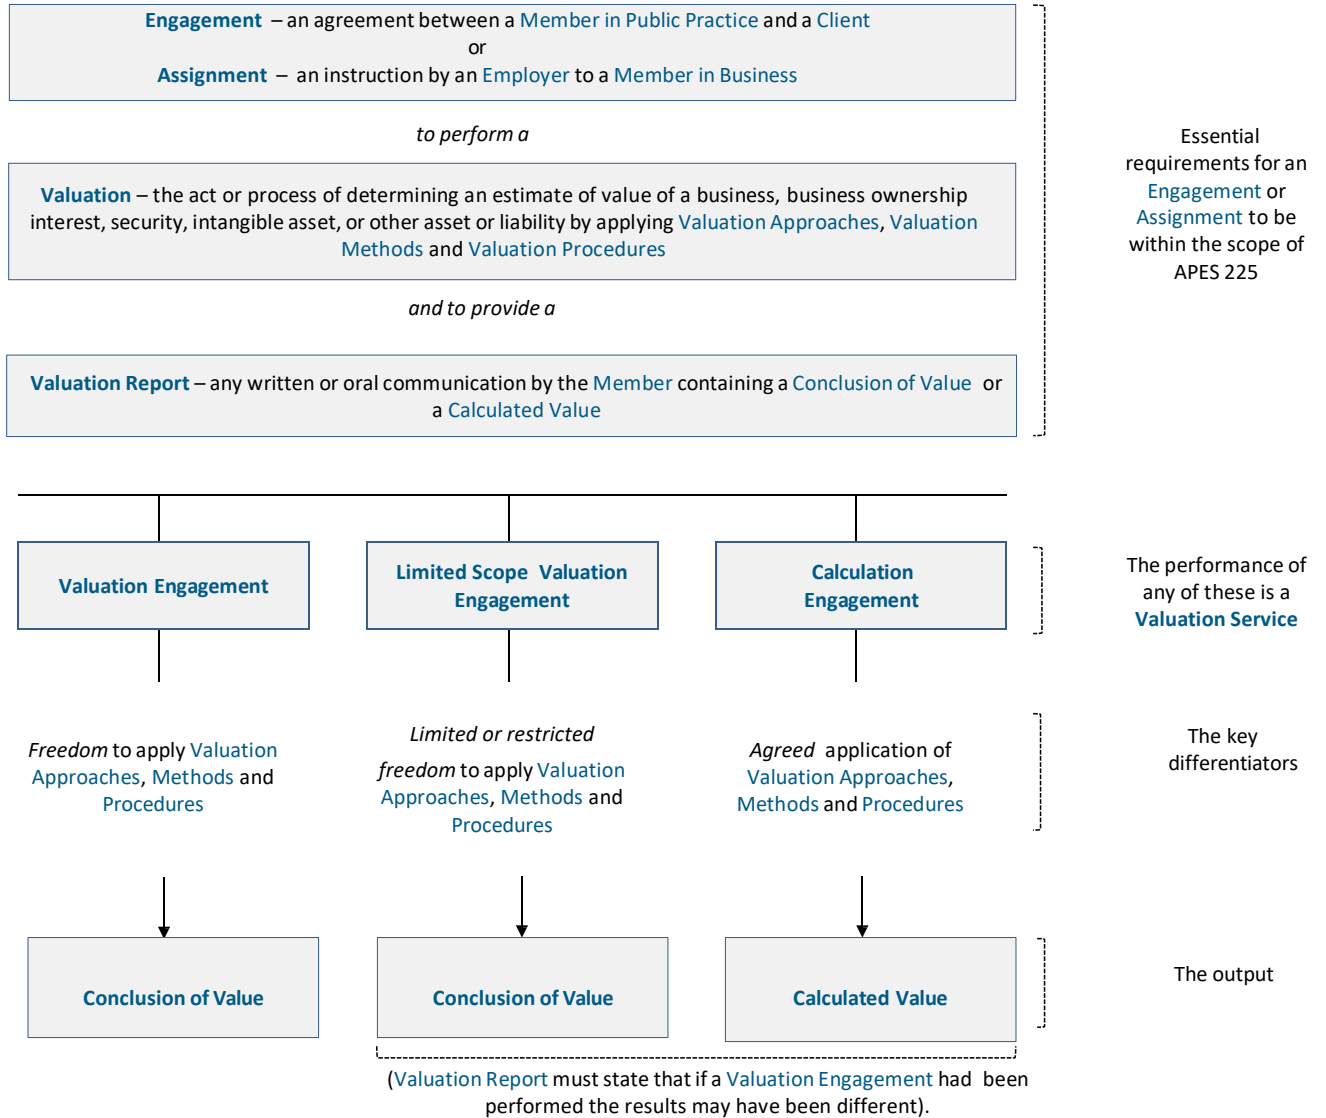 Engagement – an agreement between a Member in Public Practice and a Client
or
Assignment – an instruction by an Employer to a Member in Business
to perform a
Valuation – the act or process of determining an estimate of value of a business, business ownership
interest, security, intangible asset, or other asset or liability by applying Valuation Approaches, Valuation
Methods and Valuation Procedures
and to provide a
Valuation Report – any written or oral communication by the Member containing a Conclusion of Value or
a Calculated Value
Essential
requirements for an
Engagement or
Assignment to be
within the scope of
APES 225
Valuation Engagement
Limited Scope Valuation
Engagement
Calculation
Engagement
The performance of
any of these is a
Valuation Service
Freedom to apply Valuation
Approaches, Methods and
Procedures
Limited or restricted
freedom to apply Valuation
Approaches, Methods and
Procedures
Agreed application of
Valuation Approaches,
Methods and Procedures
The key
differentiators
Conclusion of Value
Conclusion of Value
Calculated Value
The output
(Valuation Report must state that if a Valuation Engagement had been
performed the results may have been different).